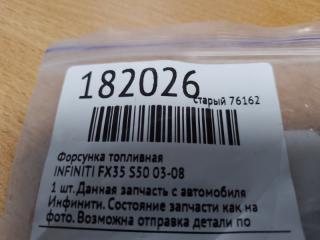 182026
старый 76162
Форсунка топливная
INFINITI FX35 S50 03-08
1 шт. Данная запчасть с автомобиля
Инфинити. Состояние запчасти как на
фото. Возможна отправка детали по